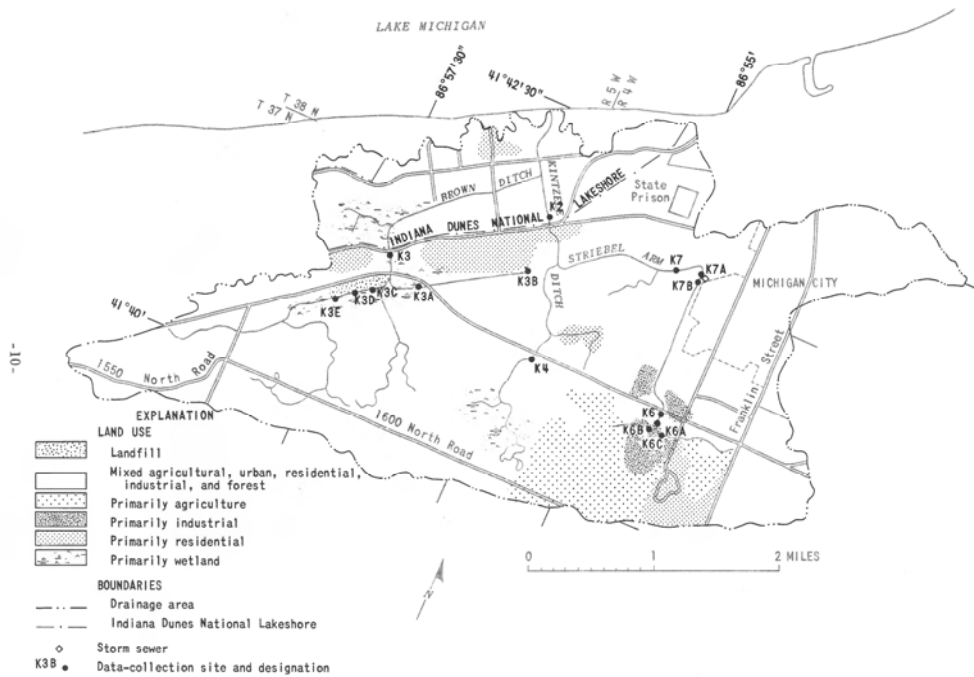 LAKE MICHIGAN
86°57'30"
41°42'30"
R 5 W
R 4 W
86°55'
T 38 N
T 37 N
BROWN DITCH
KINTZELE
LAKESHORE
State
Prison
K2
INDIANA DUNES NATIONAL
K3
STRIEBEL ARM
K7
K7A
K3B
DITCH
K7B
MICHIGAN CITY
K3C
K3A
K3D
K3E
41°40'
-10-
Franklin Street
K4
1550 North Road
1600 North Road
K6
K6B
K6A
K6C
EXPLANATION
LAND USE
Landfill
Mixed agricultural, urban, residential,
industrial, and forest
Primarily agriculture
Primarily industrial
Primarily residential
Primarily wetland
0 1 2 MILES
N
BOUNDARIES
Drainage area
Indiana Dunes National Lakeshore
Storm sewer
K3B Data-collection site and designation